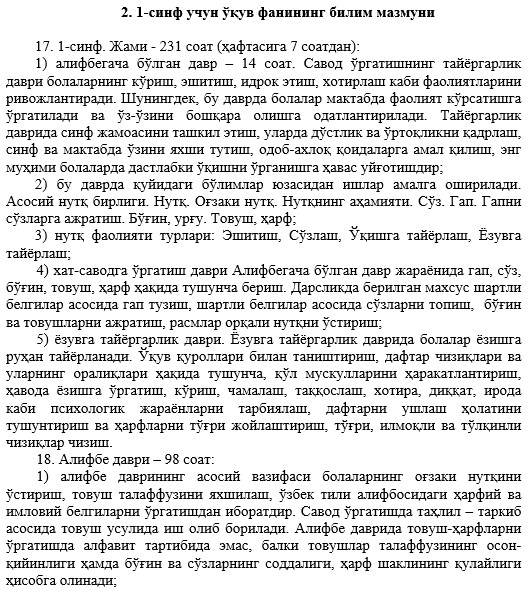 2. 1-синф учун ўқув фанининг билим мазмуни
17. 1-синф. Жами - 231 соат (ҳафтасига 7 соатдан):
1) алифбегача бўлган давр – 14 соат. Савод ўргатишнинг тайёргарлик
даври болаларнинг кўриш, эшитиш, идрок этиш, хотирлаш каби фаолиятларини
ривожлантиради. Шунингдек, бу даврда болалар мактабда фаолият кўрсатишга
ўргатилади ва ўз-ўзини бошқара олишга одатлантирилади. Тайёргарлик
даврида синф жамоасини ташкил этиш, уларда дўстлик ва ўртоқликни қадрлаш,
синф ва мактабда ўзини яхши тутиш, одоб-ахлоқ қоидаларга амал қилиш, энг
муҳими болаларда дастлабки ўқишни ўрганишга ҳавас уйғотишдир;
2) бу даврда қуйидаги бўлимлар юзасидан ишлар амалга оширилади.
Асосий нутқ бирлиги. Нутқ. Оғзаки нутқ. Нутқнинг аҳамияти. Сўз. Гап. Гапни
сўзларга ажратиш. Бўғин, урғу. Товуш, ҳарф;
3) нутқ фаолияти турлари: Эшитиш, Сўзлаш, Ўқишга тайёрлаш, Ёзувга
тайёрлаш;
4) хат-саводга ўргатиш даври Алифбегача бўлган давр жараёнида гап, сўз,
бўғин, товуш, ҳарф ҳақида тушунча бериш. Дарсликда берилган махсус шартли
белгилар асосида гап тузиш, шартли белгилар асосида сўзларни топиш, бўғин
ва товушларни ажратиш, расмлар орқали нутқни ўстириш;
5) ёзувга тайёргарлик даври. Ёзувга тайёргарлик даврида болалар ёзишга
руҳан тайёрланади. Ўқув қуроллари билан таништириш, дафтар чизиқлари ва
уларнинг оралиқлари ҳақида тушунча, қўл мускулларини ҳаракатлантириш,
ҳавода ёзишга ўргатиш, кўриш, чамалаш, таққослаш, хотира, диққат, ирода
каби психологик жараёнларни тарбиялаш, дафтарни ушлаш ҳолатини
тушунтириш ва ҳарфларни тўғри жойлаштириш, тўғри, илмоқли ва тўлқинли
чизиқлар чизиш.
18. Алифбе даври – 98 соат:
1) алифбе даврининг асосий вазифаси болаларнинг оғзаки нутқини
ўстириш, товуш талаффузини яхшилаш, ўзбек тили алифбосидаги ҳарфий ва
имловий белгиларни ўргатишдан иборатдир. Савод ўргатишда таҳлил – таркиб
асосида товуш усулида иш олиб борилади. Алифбе даврида товуш-ҳарфларни
ўргатишда алфавит тартибида эмас, балки товушлар талаффузининг осон-
қийинлиги ҳамда бўғин ва сўзларнинг соддалиги, ҳарф шаклининг қулайлиги
ҳисобга олинади;